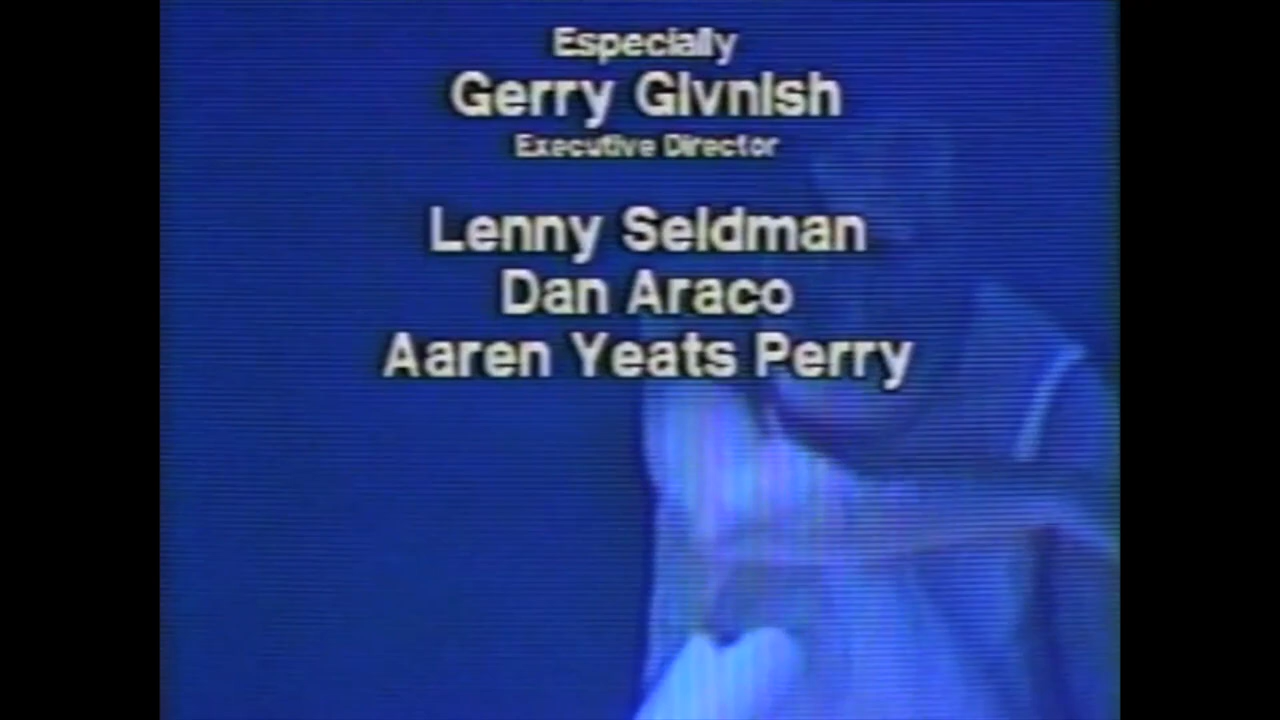 Especially
Gerry Givnish
Executive Director
Lenny Seidman
Dan Araco
Aaren Yeats Perry